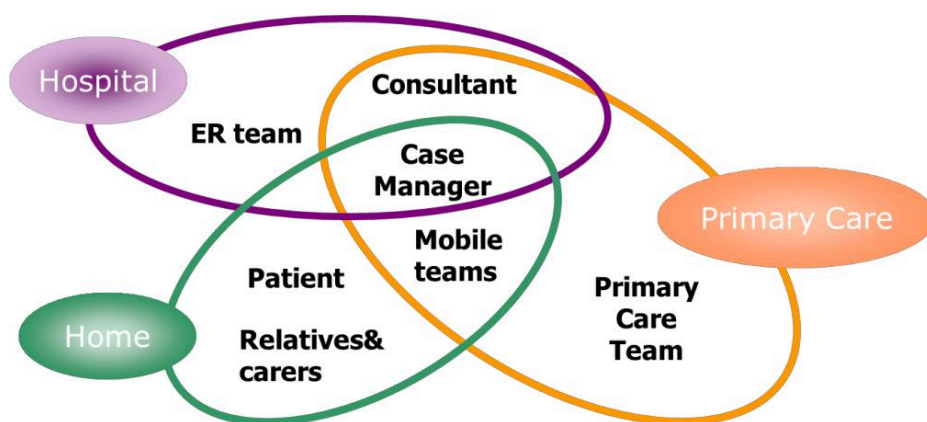 Hospital
Consultant
ER team
Case
Manager
Primary Care
Mobile
teams
Patient
Primary
Care
Team
Home
Relatives&
carers